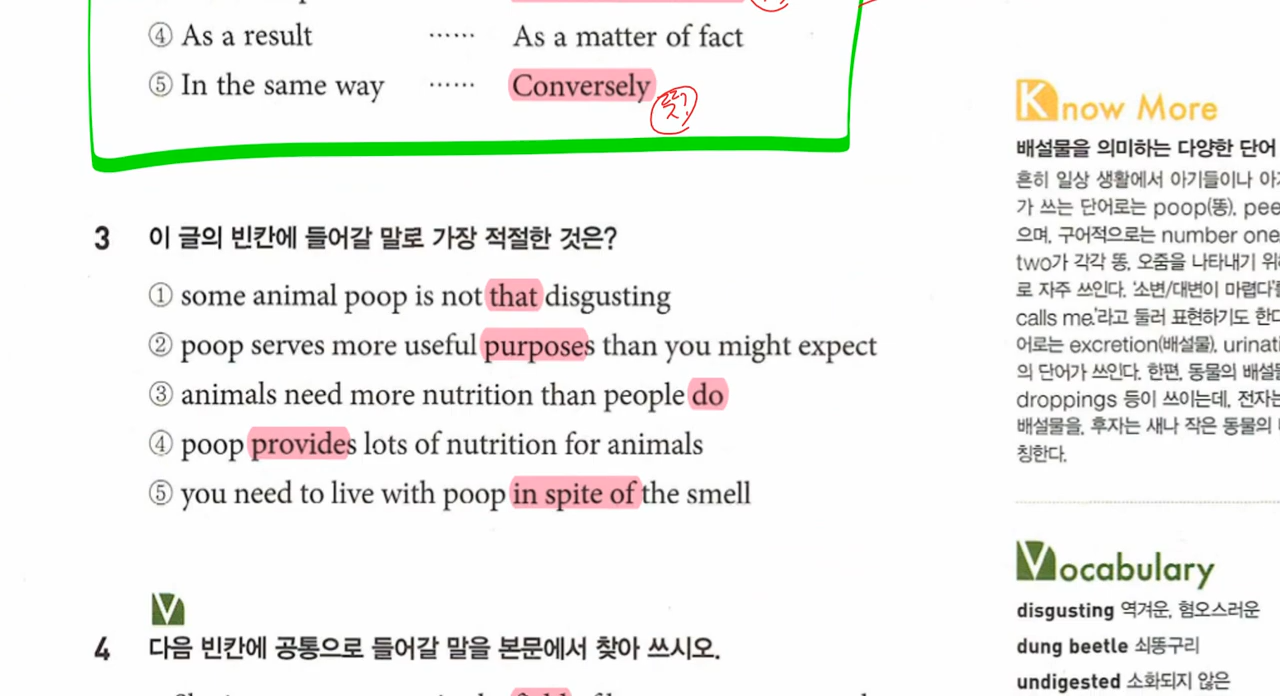 ④ As a result ...... As a matter of fact
⑤ In the same way ...... Conversely
뜻!
3 이 글의 빈칸에 들어갈 말로 가장 적절한 것은?
① some animal poop is not that disgusting
② poop serves more useful purposes than you might expect
③ animals need more nutrition than people do
④ poop provides lots of nutrition for animals
⑤ you need to live with poop in spite of the smell
V
4 다음 빈칸에 공통으로 들어갈 말을 본문에서 찾아 쓰시오.
Know More
배설물을 의미하는 다양한 단어
흔히 일상 생활에서 아기들이나
가 쓰는 단어로는 poop(똥), pee
으며, 구어적으로는 number one
two가 각각 똥, 오줌을 나타내기
로 자주 쓰인다. '소변/대변이 마렵다'
calls me.'라고 둘러 표현하기도 한다
어로는 excretion(배설물), urinati
의 단어가 쓰인다. 한편, 동물의
droppings 등이 쓰이는데, 전자는
배설물을, 후자는 새나 작은 동물의
칭한다.
Vocabulary
disgusting 역겨운, 혐오스러운
dung beetle 쇠똥구리
undigested 소화되지 않은